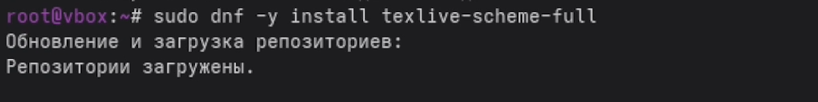 root@vbox:~# sudo dnf -y install texlive-scheme-full
Обновление и загрузка репозиториев:
Репозитории загружены.